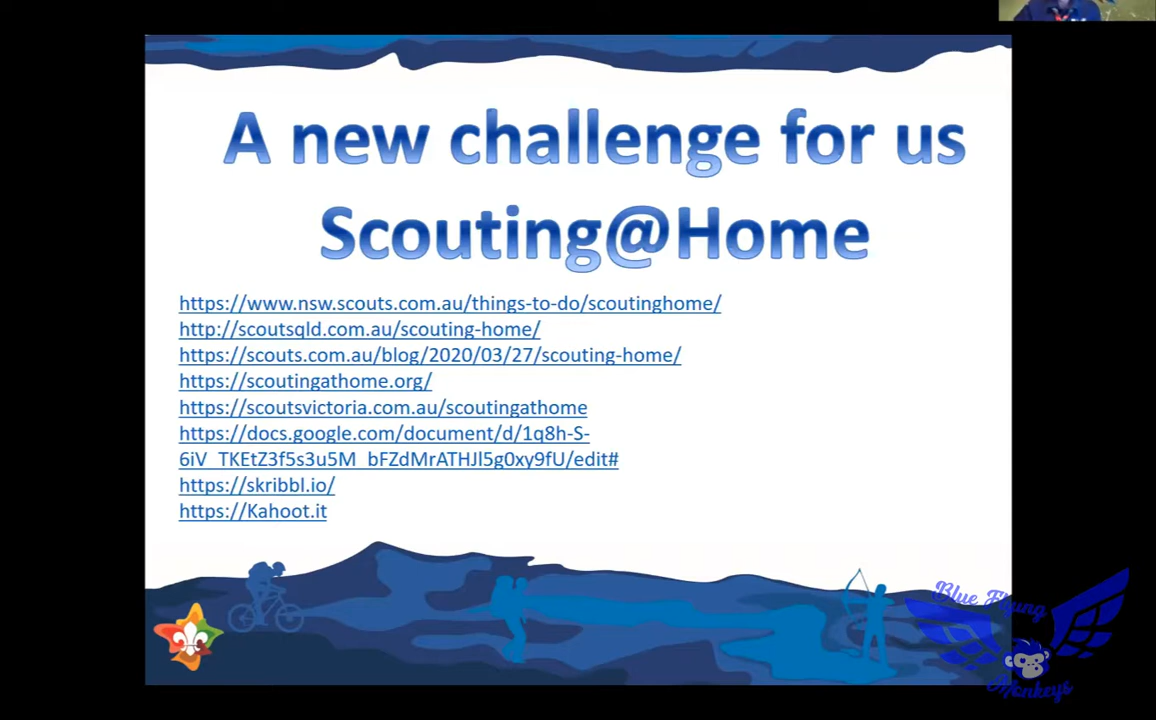 A new challenge for us
Scouting@Home
https://www.nsw.scouts.com.au/things-to-do/scoutinghome/
http://scoutsqld.com.au/scouting-home/
https://scouts.com.au/blog/2020/03/27/scouting-home/
https://scoutingathome.org/
https://scoutsvictoria.com.au/scoutingathome
https://docs.google.com/document/d/1q8h-S-
6iV_TKEtZ3f5s3u5M_bFZdMrATHJl5g0xy9fU/edit#
https://skribbl.io/
https://Kahoot.it
Blue Flying
Monkeys